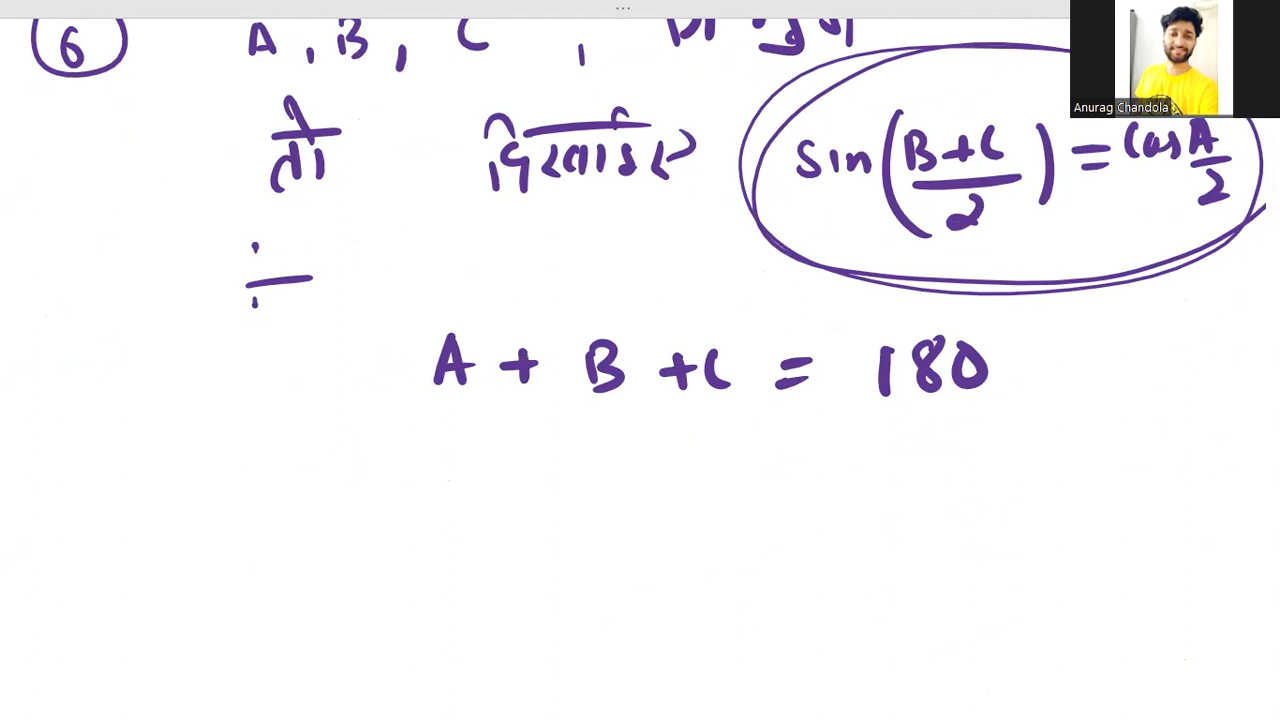 6 A, B, C
Anurag Chandola
तो दिखाइए sin(B+C/2) = cos A/2
A + B + C = 180